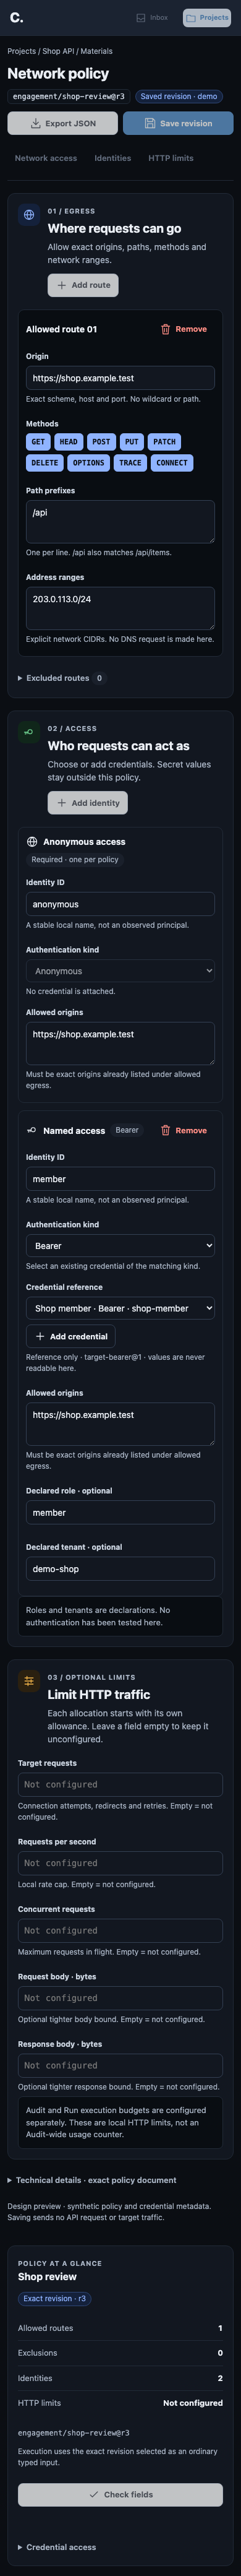 C.
Inbox
Projects
Projects / Shop API / Materials
Network policy
engagement/shop-review@r3
Saved revision · demo
Export JSON
Save revision
Network access
Identities
HTTP limits
01 / EGRESS
Where requests can go
Allow exact origins, paths, methods and
network ranges.
Add route
Allowed route 01
Remove
Origin
https://shop.example.test
Exact scheme, host and port. No wildcard or path.
Methods
GET HEAD POST PUT PATCH
DELETE OPTIONS TRACE CONNECT
Path prefixes
/api
One per line. /api also matches /api/items.
Address ranges
203.0.113.0/24
Explicit network CIDRs. No DNS request is made here.
Excluded routes 0
02 / ACCESS
Who requests can act as
Choose or add credentials. Secret values
stay outside this policy.
Add identity
Anonymous access
Required · one per policy
Identity ID
anonymous
A stable local name, not an observed principal.
Authentication kind
Anonymous
No credential is attached.
Allowed origins
https://shop.example.test
Must be exact origins already listed under allowed
egress.
Named access
Bearer
Remove
Identity ID
member
A stable local name, not an observed principal.
Authentication kind
Bearer
Select an existing credential of the matching kind.
Credential reference
Shop member · Bearer · shop-member
Add credential
Reference only · target-bearer@1 · values are never
readable here.
Allowed origins
https://shop.example.test
Must be exact origins already listed under allowed
egress.
Declared role · optional
member
Declared tenant · optional
demo-shop
Roles and tenants are declarations. No
authentication has been tested here.
03 / OPTIONAL LIMITS
Limit HTTP traffic
Each allocation starts with its own
allowance. Leave a field empty to keep it
unconfigured.
Target requests
Not configured
Connection attempts, redirects and retries. Empty = not
configured.
Requests per second
Not configured
Local rate cap. Empty = not configured.
Concurrent requests
Not configured
Maximum requests in flight. Empty = not configured.
Request body · bytes
Not configured
Optional tighter body bound. Empty = not configured.
Response body · bytes
Not configured
Optional tighter response bound. Empty = not configured.
Audit and Run execution budgets are configured
separately. These are local HTTP limits, not an
Audit-wide usage counter.
Technical details · exact policy document
Design preview · synthetic policy and credential metadata.
Saving sends no API request or target traffic.
POLICY AT A GLANCE
Shop review
Exact revision · r3
Allowed routes 1
Exclusions 0
Identities 2
HTTP limits Not configured
engagement/shop-review@r3
Execution uses the exact revision selected as an ordinary
typed input.
Check fields
Credential access